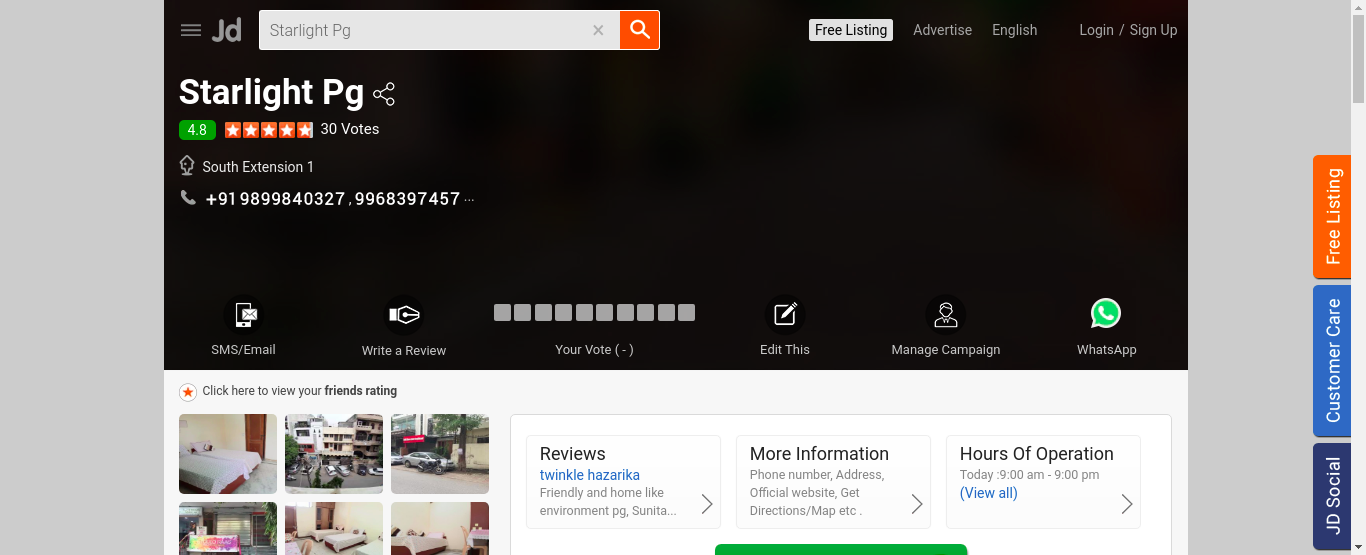 Jd
Starlight Pg
Free Listing
Advertise
English
Login / Sign Up
Starlight Pg
4.8
30 Votes
South Extension 1
+919899840327,9968397457...
SMS/Email
Write a Review
Your Vote ( - )
Edit This
Manage Campaign
WhatsApp
Click here to view your friends rating
Reviews
twinkle hazarika
Friendly and home like
environment pg, Sunita...
More Information
Phone number, Address,
Official website, Get
Directions/Map etc .
Hours Of Operation
Today :9:00 am - 9:00 pm
(View all)
Free Listing
Customer Care
JD Social